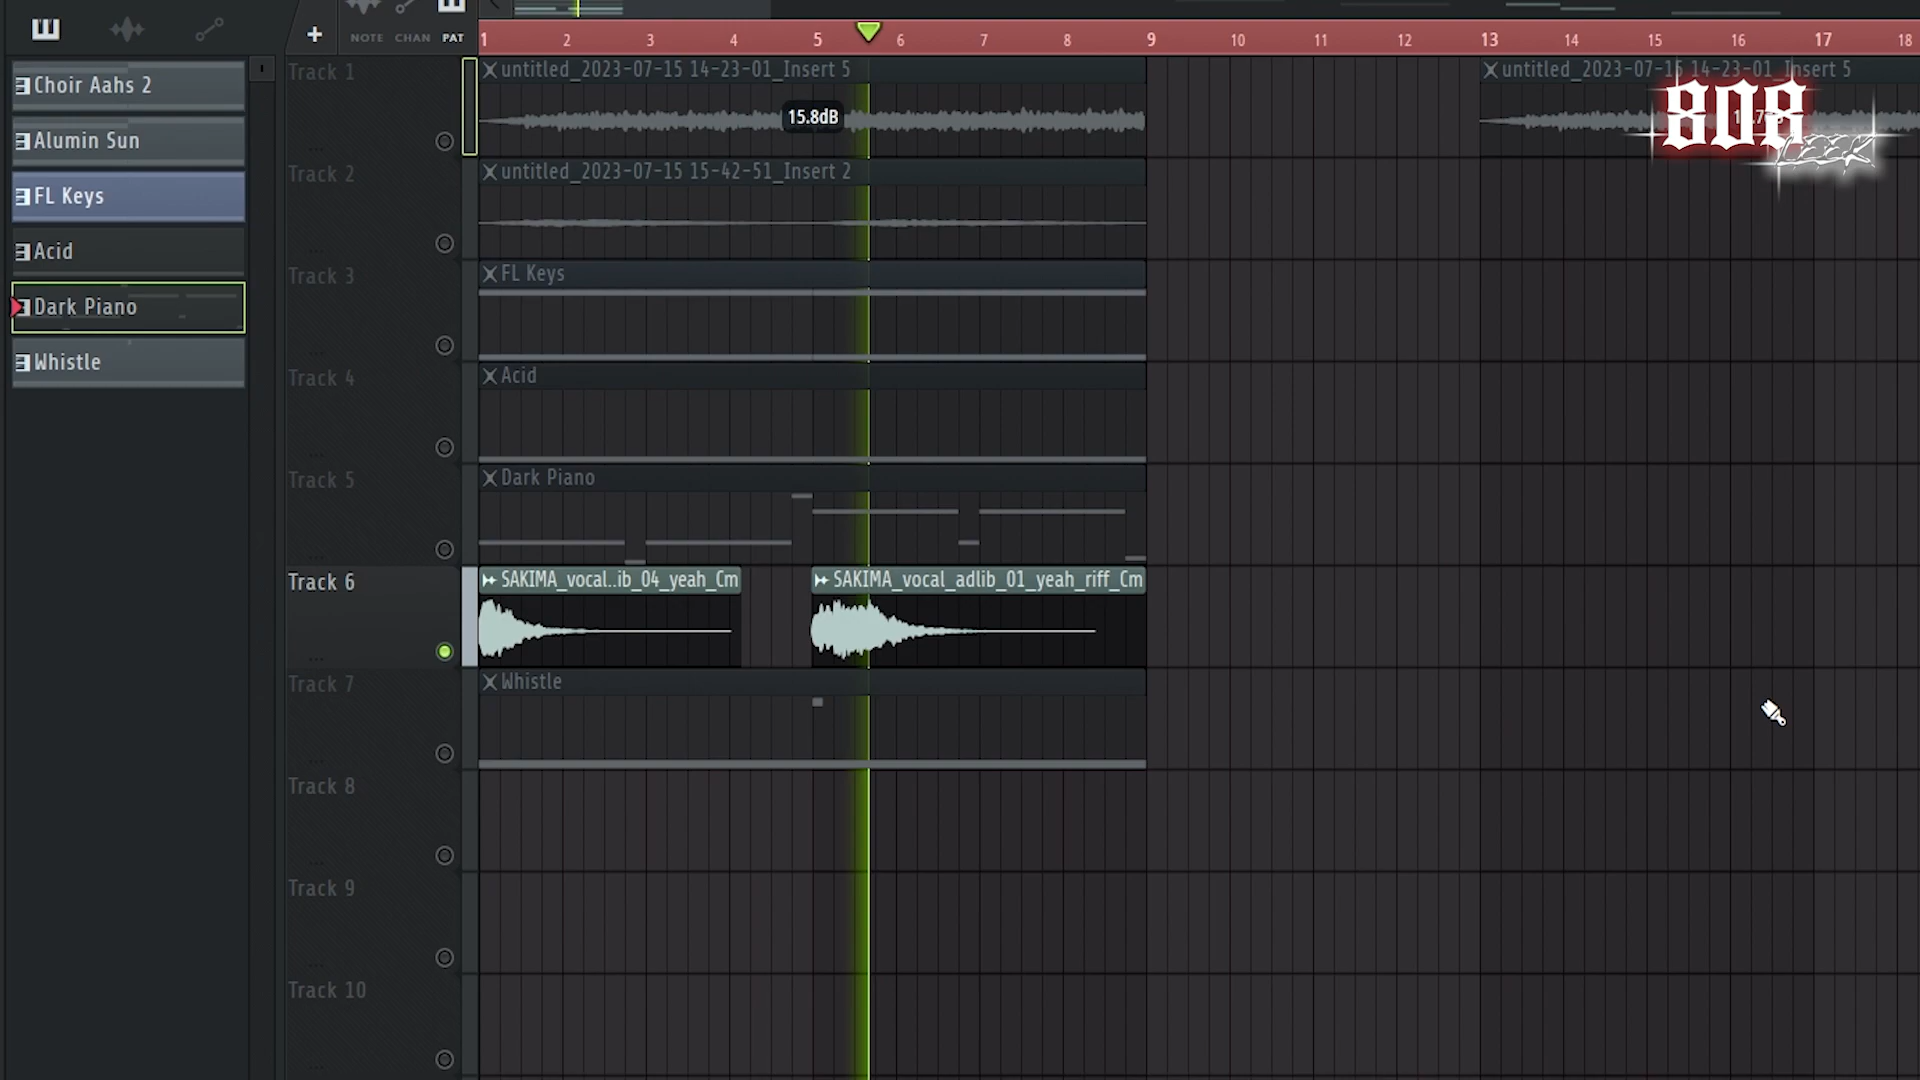 NOTE CHAN PAT
1 2 3 4 5 6 7 8 9 10 11 12 13 14 15 16 17 18
Choir Aahs 2
Alumin Sun
FL Keys
Acid
Dark Piano
Whistle
Track 1
untitled_2023-07-15 14-23-01_Insert 5
untitled_2023-07-15 14-23-01_Insert 5
15.8dB
808
Track 2
untitled_2023-07-15 15-42-51_Insert 2
Track 3
FL Keys
Track 4
Acid
Track 5
Dark Piano
Track 6
SAKIMA_vocal..ib_04_yeah_Cm
SAKIMA_vocal_adlib_01_yeah_riff_Cm
Track 7
Whistle
Track 8
Track 9
Track 10